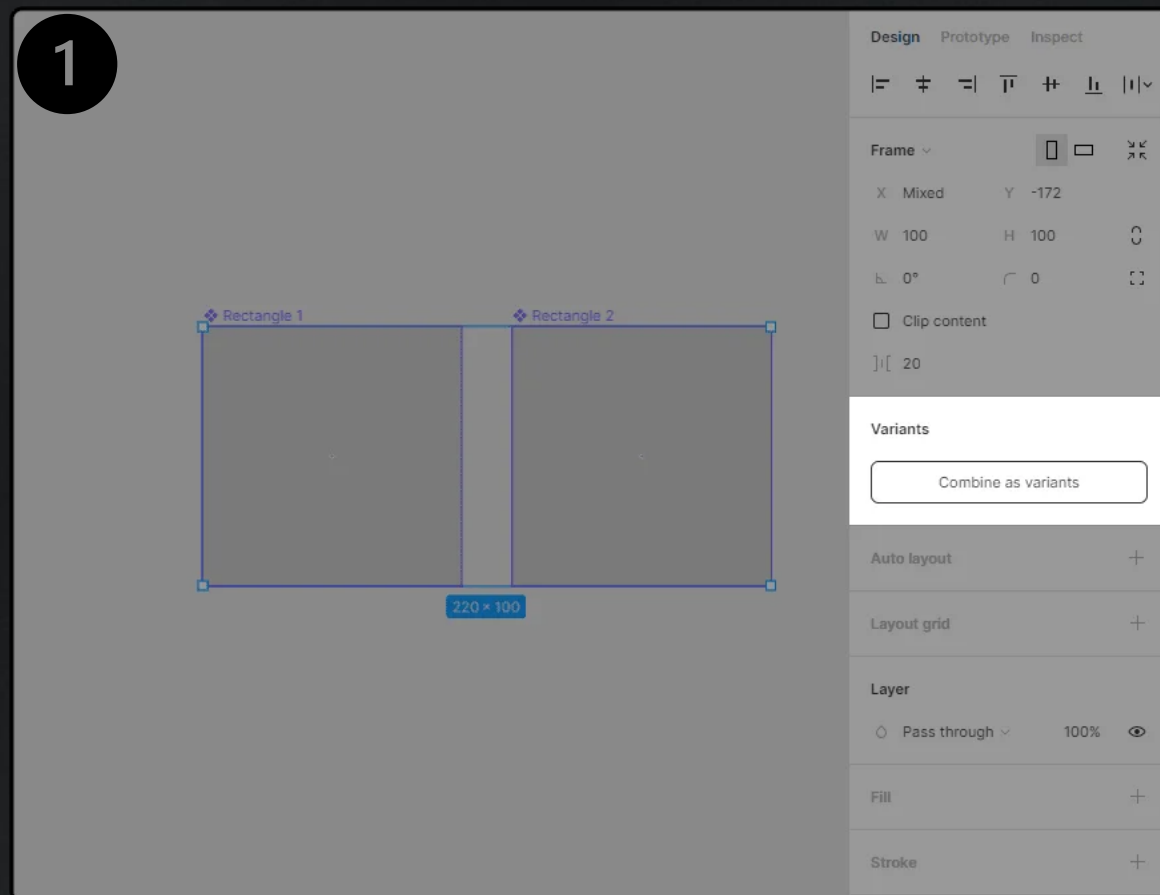 1
Design Prototype Inspect
Frame
X Mixed Y -172
W 100 H 100
0° 0
Clip content
20
Rectangle 1 Rectangle 2
220 × 100
Variants
Combine as variants
Auto layout
Layout grid
Layer
Pass through 100%
Fill
Stroke